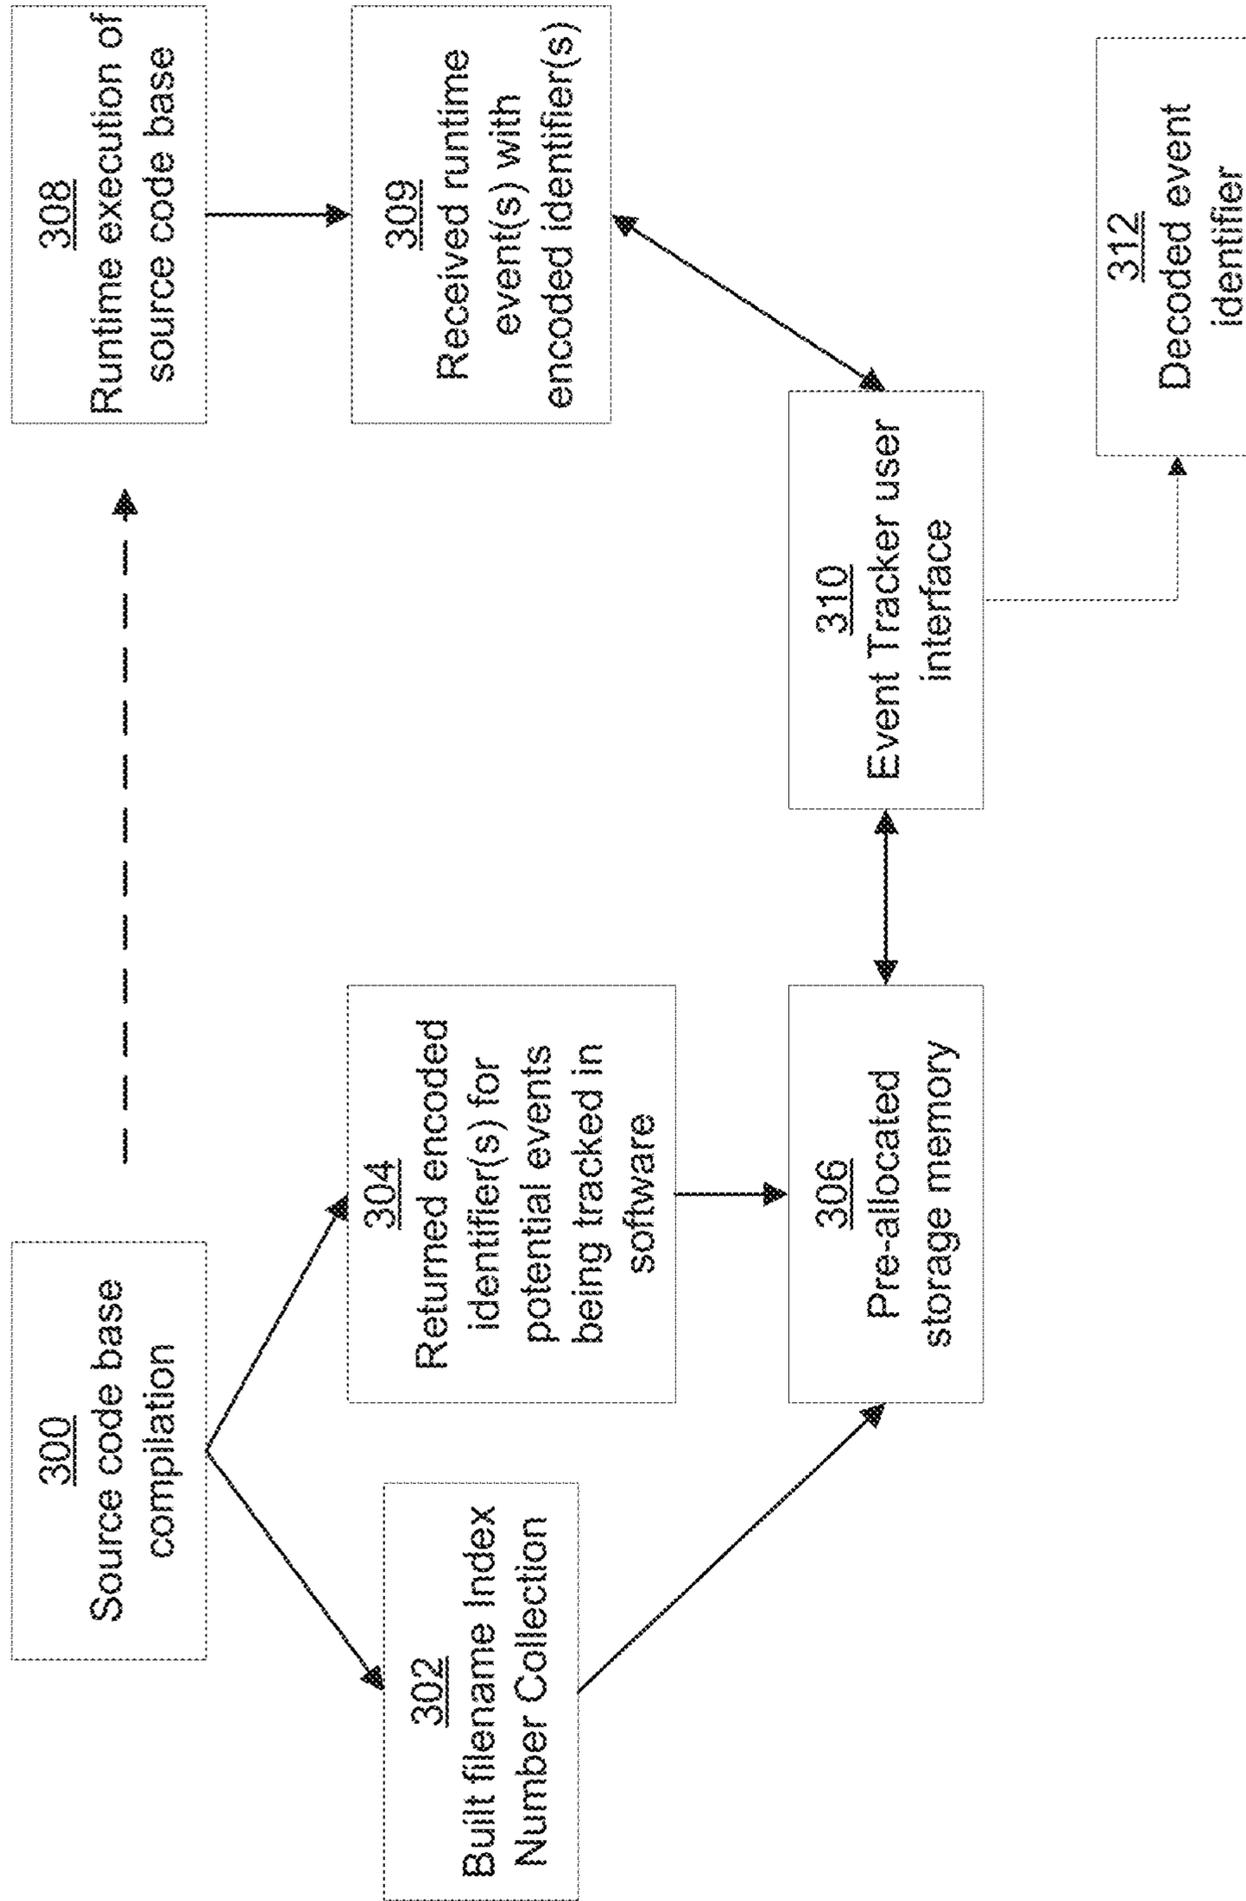 300
Source code base
compilation
308
Runtime execution of
source code base
302
Built filename Index
Number Collection
304
Returned encoded
identifier(s) for
potential events
being tracked in
software
309
Received runtime
event(s) with
encoded identifier(s)
306
Pre-allocated
storage memory
310
Event Tracker user
interface
312
Decoded event
identifier